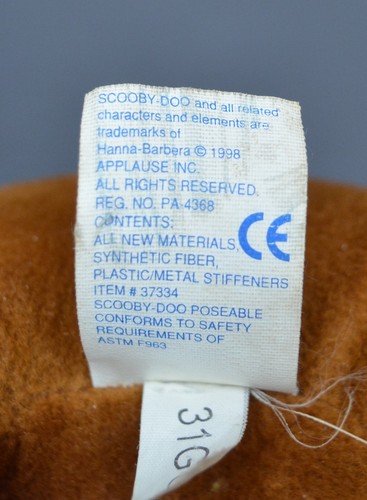 SCOOBY-DOO and all related
characters and elements are
trademarks of
Hanna-Barbera © 1998
APPLAUSE INC.
ALL RIGHTS RESERVED
REG. NO. PA-4368
CONTENTS:
ALL NEW MATERIALS,
SYNTHETIC FIBER,
PLASTIC/METAL STIFFENERS
ITEM # 37334
SCOOBY-DOO POSEABLE
CONFORMS TO SAFETY
REQUIREMENTS OF
ASTM F963
CE
31G